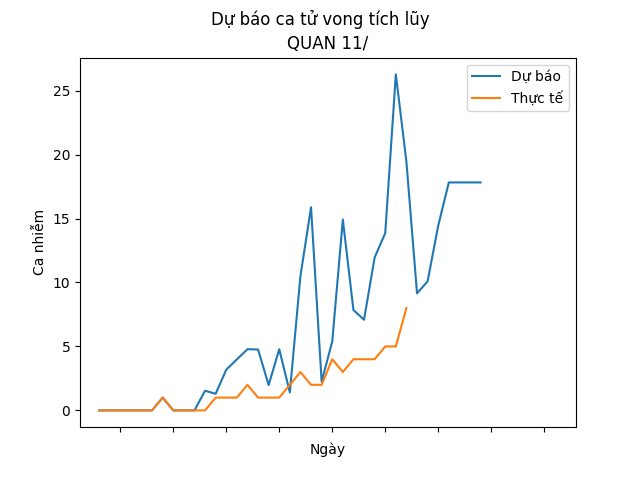 Dự báo ca tử vong tích lũy
QUAN 11/
Dự báo
Thực tế
25
20
15
10
5
0
Ca nhiễm
Ngày